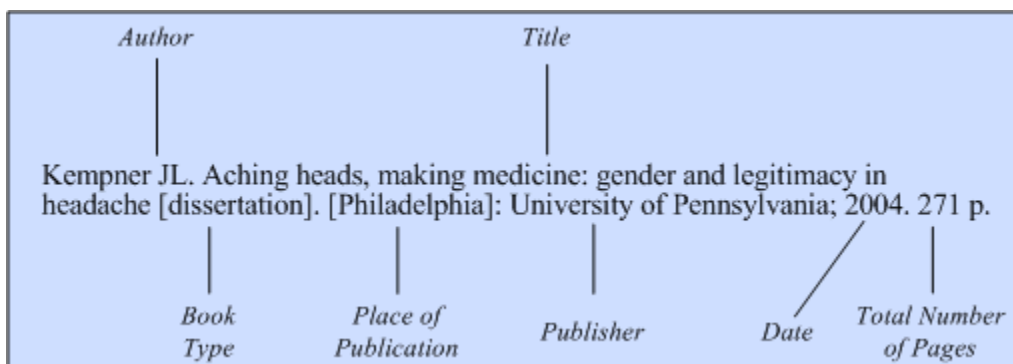 Author Title
Kempner JL. Aching heads, making medicine: gender and legitimacy in
headache [dissertation]. [Philadelphia]: University of Pennsylvania; 2004. 271 p.
Book Type
Place of Publication
Publisher
Date
Total Number of Pages